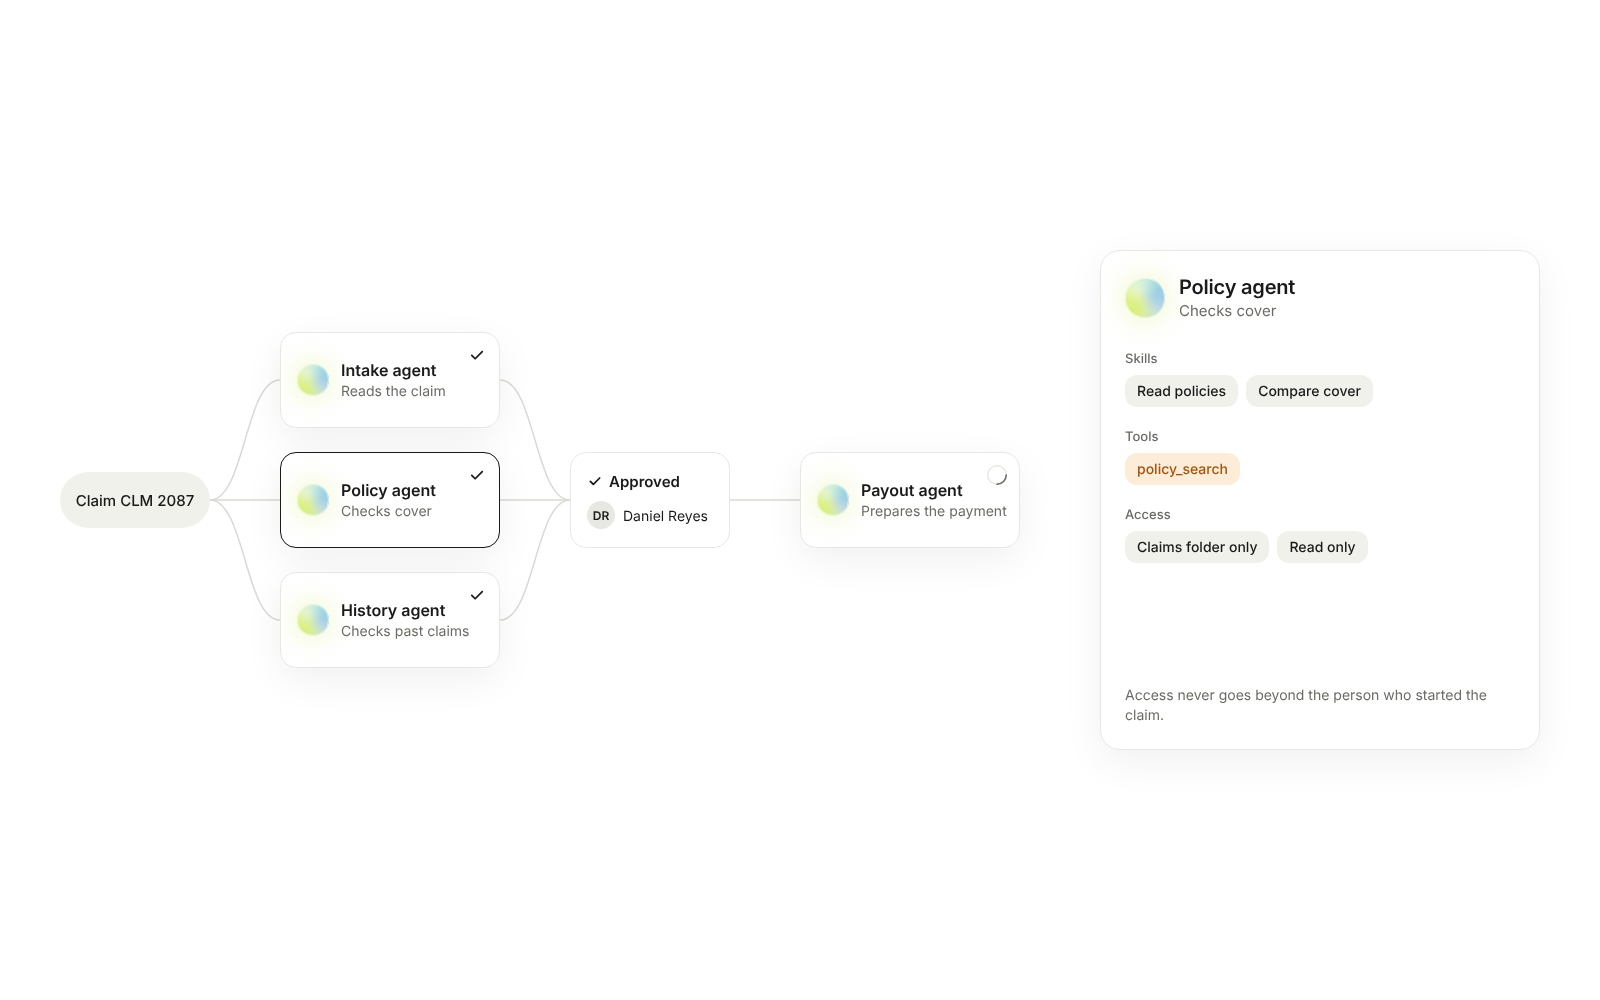 Claim CLM 2087
Intake agent
Reads the claim
Policy agent
Checks cover
History agent
Checks past claims
Approved
DR Daniel Reyes
Payout agent
Prepares the payment
Policy agent
Checks cover
Skills
Read policies Compare cover
Tools
policy_search
Access
Claims folder only Read only
Access never goes beyond the person who started the
claim.